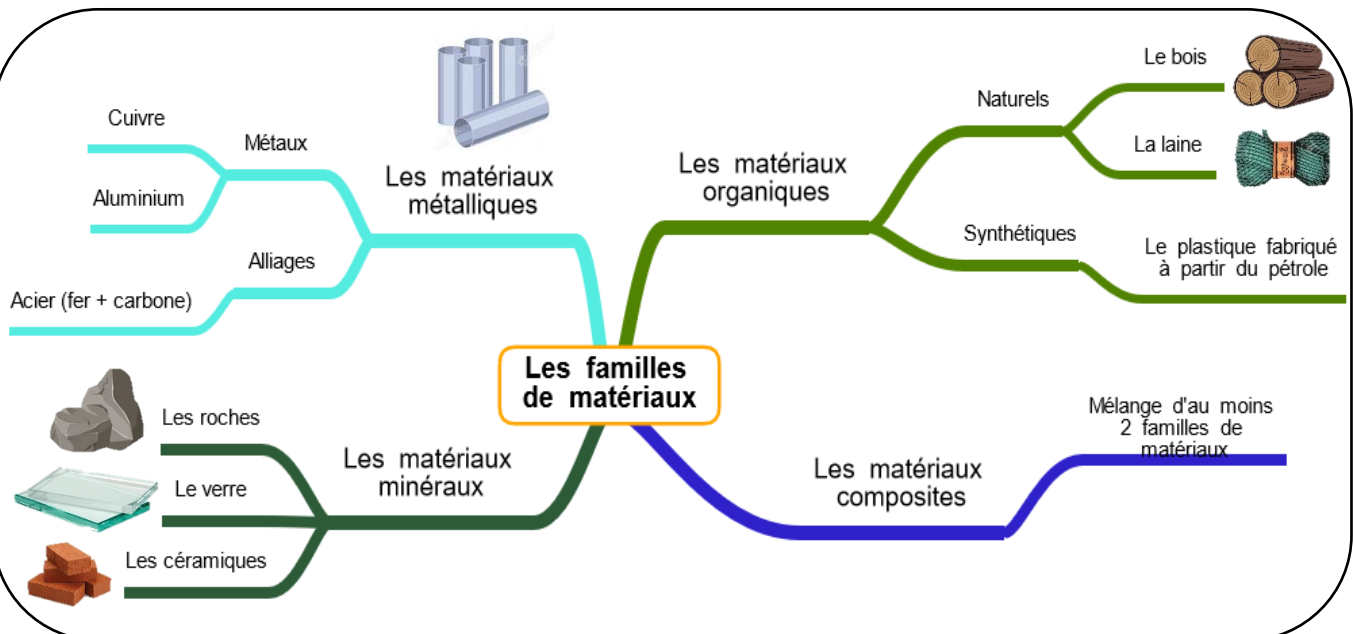 Les familles
de matériaux
Les matériaux
métalliques
Métaux
Cuivre
Aluminium
Alliages
Acier (fer + carbone)
Les matériaux
organiques
Naturels
Le bois
La laine
Synthétiques
Le plastique fabriqué
à partir du pétrole
Les matériaux
minéraux
Les roches
Le verre
Les céramiques
Les matériaux
composites
Mélange d'au moins
2 familles de
matériaux